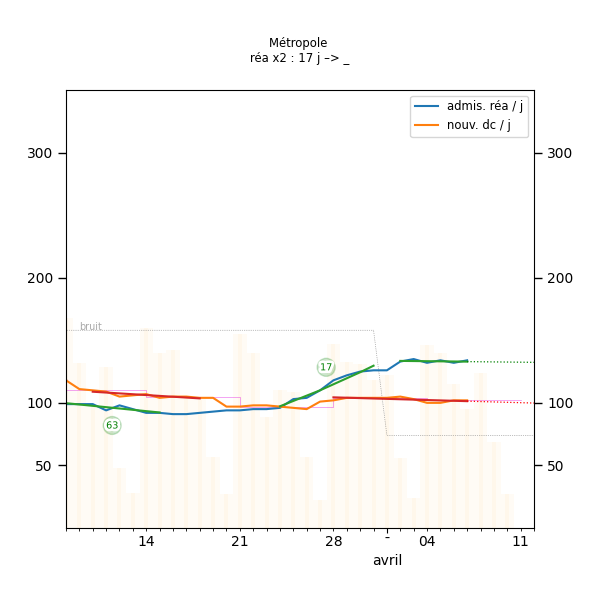 Métropole
réa x2 : 17 j –> _
admis. réa / j
nouv. dc / j
300
300
200
200
bruit
17
100
100
63
50
50
14
21
28
-
04
11
avril